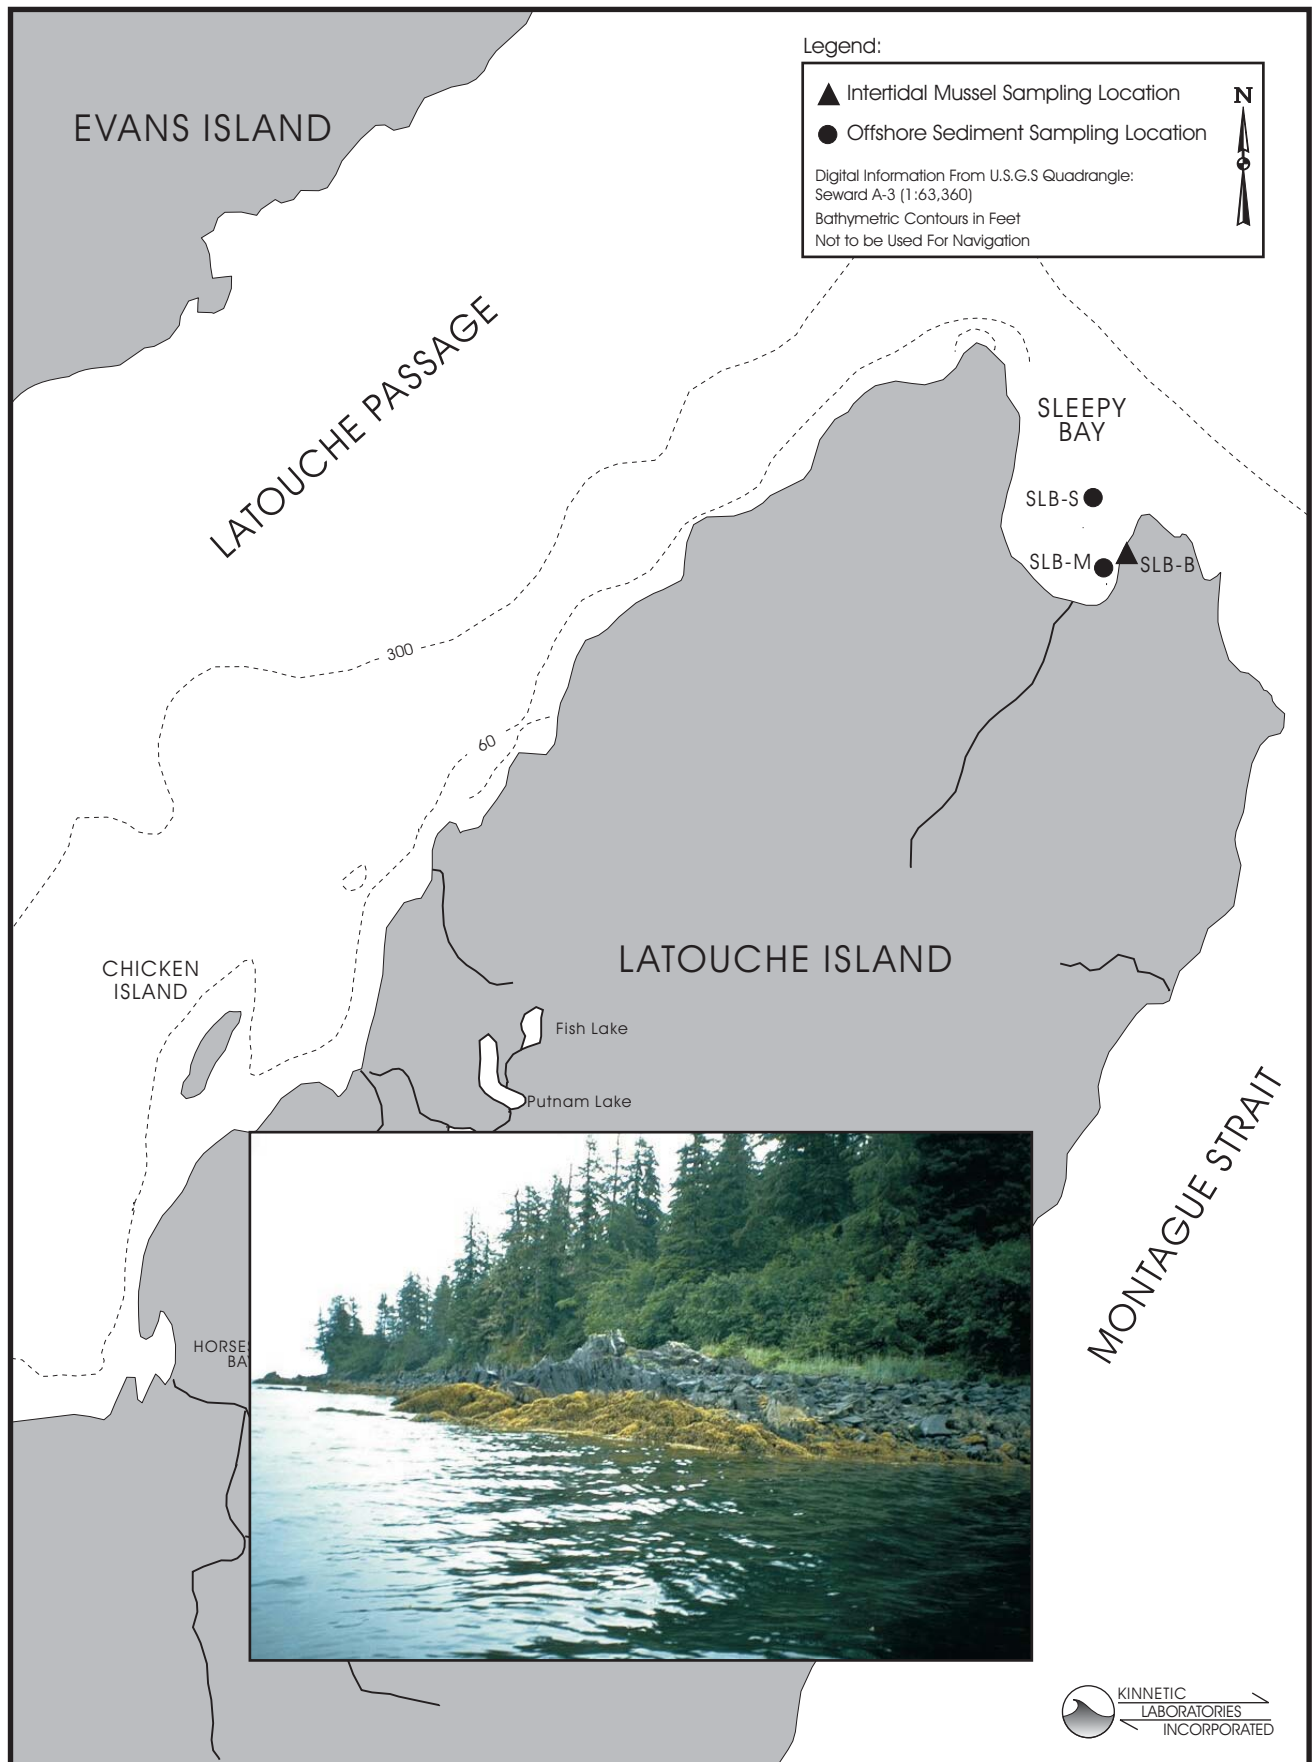 Legend:
Intertidal Mussel Sampling Location
Offshore Sediment Sampling Location
N
Digital Information From U.S.G.S Quadrangle:
Seward A-3 (1:63,360)
Bathymetric Contours in Feet
Not to be Used For Navigation
EVANS ISLAND
LATOUCHE PASSAGE
SLEEPY
BAY
SLB-S
SLB-M
SLB-B
300
60
CHICKEN
ISLAND
LATOUCHE ISLAND
Fish Lake
Putnam Lake
MONTAGUE STRAIT
BA
KINNETIC
LABORATORIES
INCORPORATED